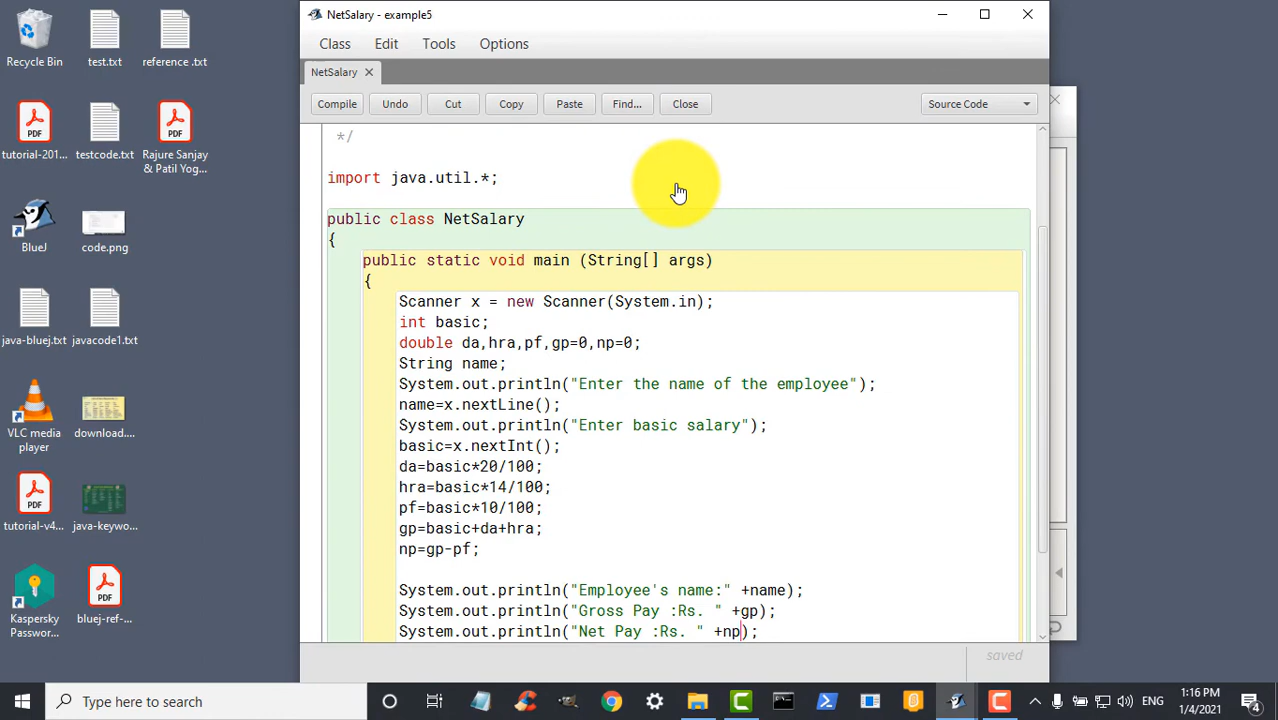 Recycle Bin
test.txt
reference .txt
PDF
tutorial-201...
testcode.txt
PDF
Rajure Sanjay
& Patil Yog...
BlueJ
code.png
java-bluej.txt
javacode1.txt
VLC media
player
download....
PDF
tutorial-v4...
java-keywo...
Kaspersky
Passwor...
PDF
bluej-ref-...
NetSalary - example5
Class Edit Tools Options
NetSalary
Compile Undo Cut Copy Paste Find... Close Source Code
*/
import java.util.*;
public class NetSalary
{
public static void main (String[] args)
{
Scanner x = new Scanner(System.in);
int basic;
double da,hra,pf,gp=0,np=0;
String name;
System.out.println("Enter the name of the employee");
name=x.nextLine();
System.out.println("Enter basic salary");
basic=x.nextInt();
da=basic*20/100;
hra=basic*14/100;
pf=basic*10/100;
gp=basic+da+hra;
np=gp-pf;
System.out.println("Employee's name:" +name);
System.out.println("Gross Pay :Rs. " +gp);
System.out.println("Net Pay :Rs. " +np);
saved
Type here to search
ENG
1:16 PM
1/4/2021
4